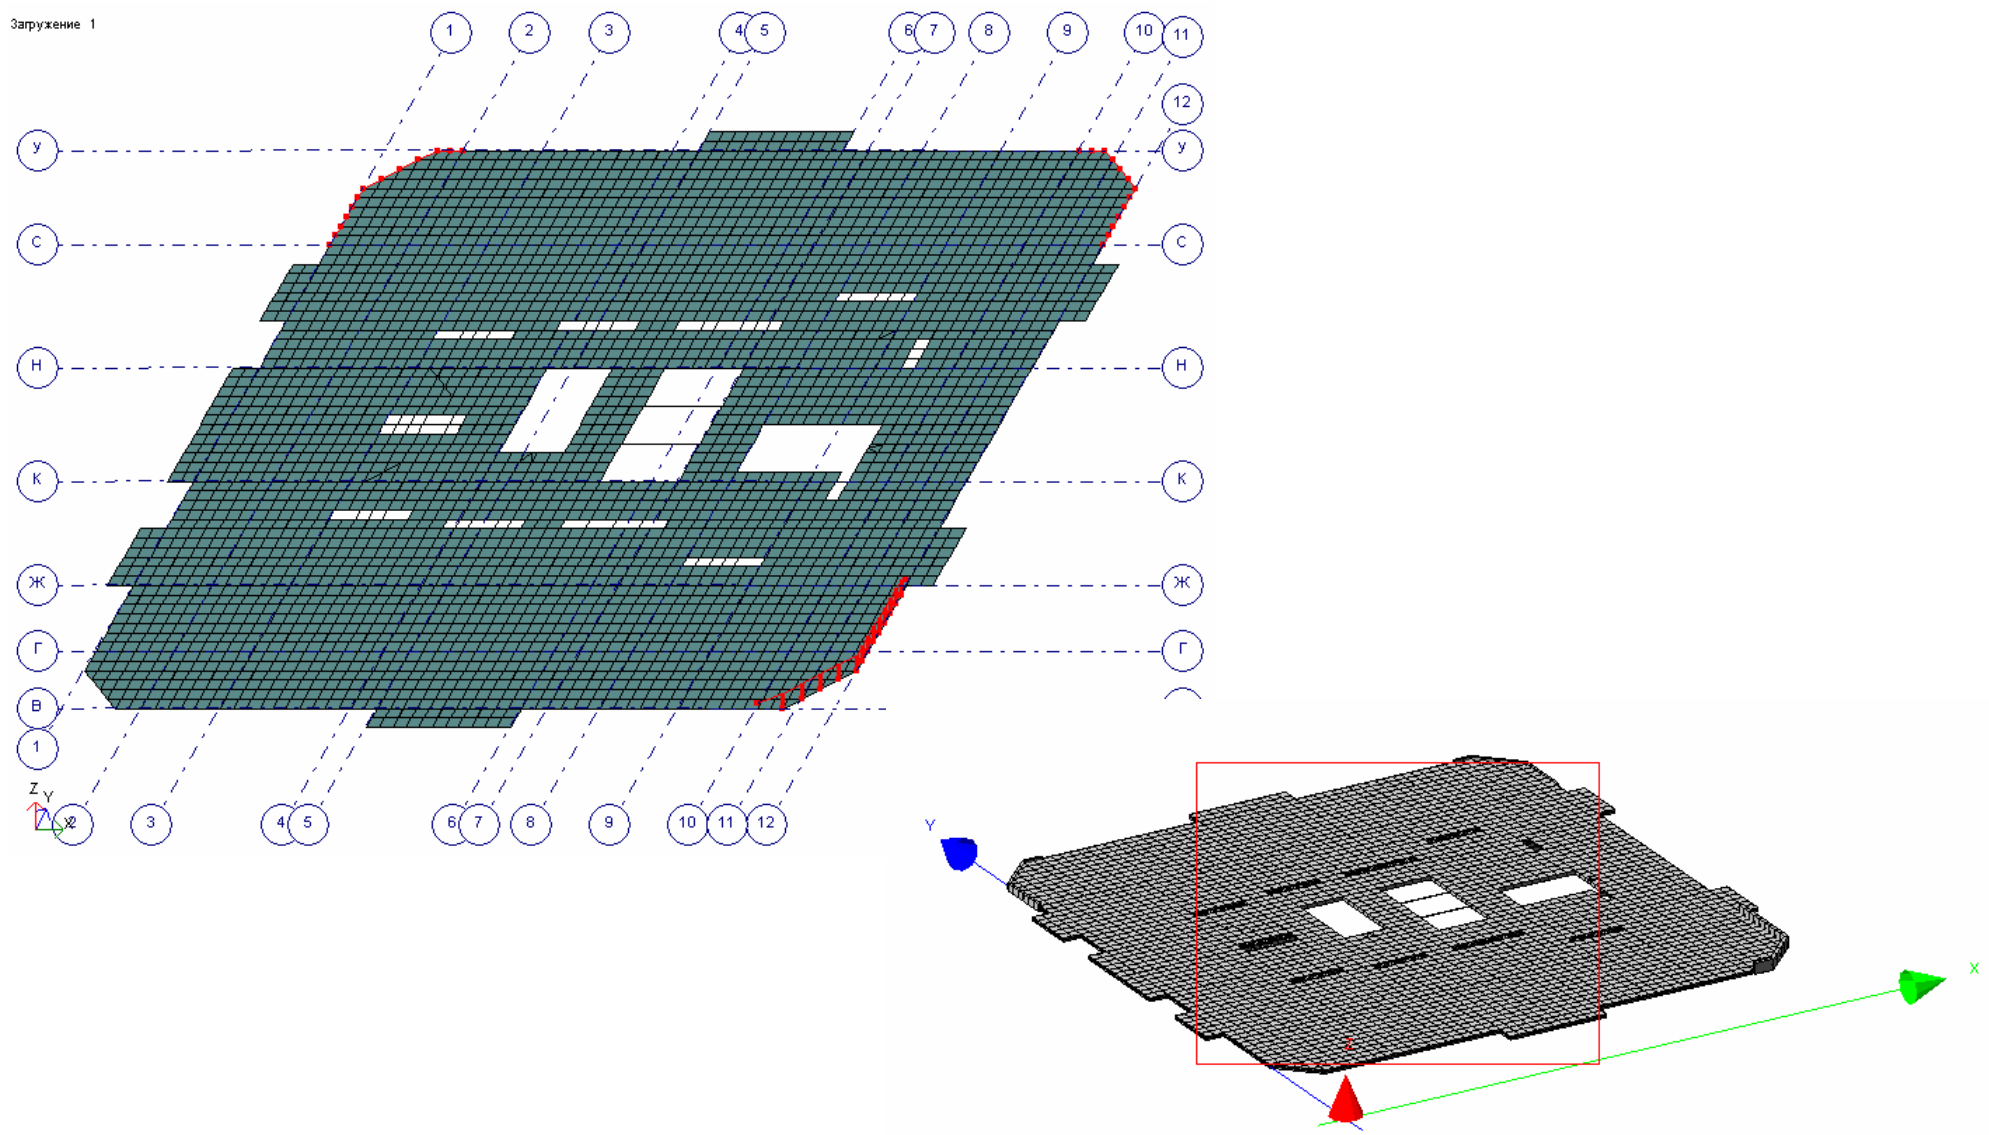 Загружение 1
1 2 3 4 5 6 7 8 9 10 11
12
У У
С С
Н Н
К К
Ж Ж
Г Г
В
1
Z Y
X 2 3 4 5 6 7 8 9 10 11 12
Y
X
Z